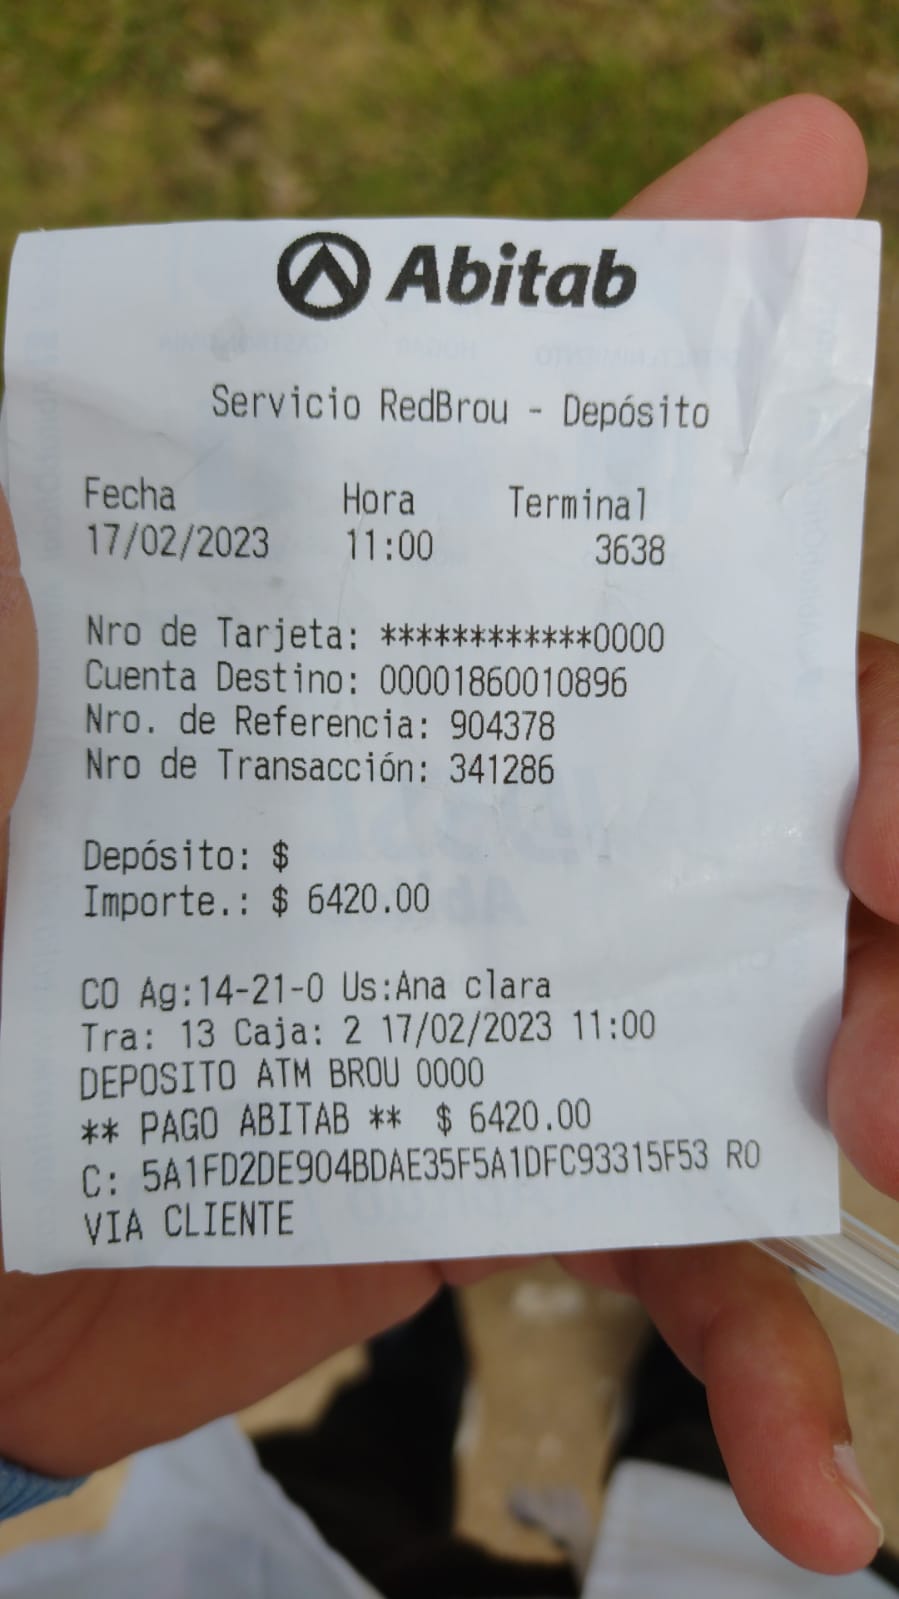 Abitab
Servicio RedBrou - Depósito
Fecha Hora Terminal
17/02/2023 11:00 3638
Nro de Tarjeta: ************0000
Cuenta Destino: 00001860010896
Nro. de Referencia: 904378
Nro de Transacción: 341286
Depósito: $
Importe.: $ 6420.00
CO Ag:14-21-0 Us:Ana clara
Tra: 13 Caja: 2 17/02/2023 11:00
DEPOSITO ATM BROU 0000
** PAGO ABITAB ** $ 6420.00
C: 5A1FD2DE904BDAE35F5A1DFC93315F53 RO
VIA CLIENTE